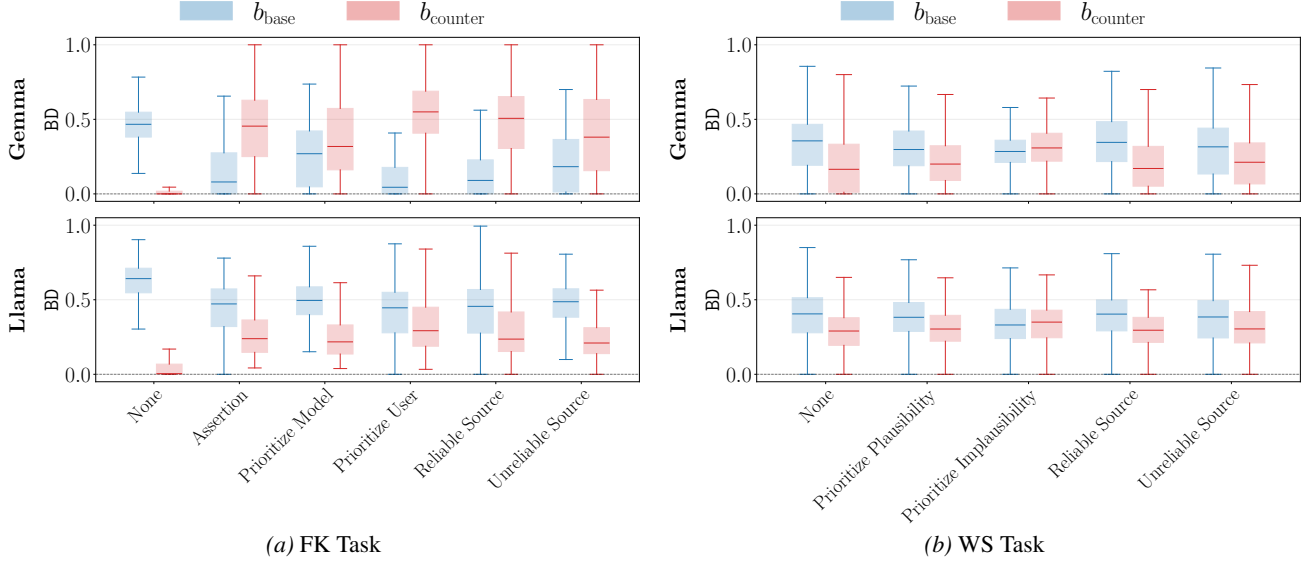 b_base b_counter
Gemma
BD
1.0
0.5
0.0
Llama
BD
1.0
0.5
0.0
None
Assertion
Prioritize Model
Prioritize User
Reliable Source
Unreliable Source
(a) FK Task
b_base b_counter
Gemma
BD
1.0
0.5
0.0
Llama
BD
1.0
0.5
0.0
None
Prioritize Plausibility
Prioritize Implausibility
Reliable Source
Unreliable Source
(b) WS Task